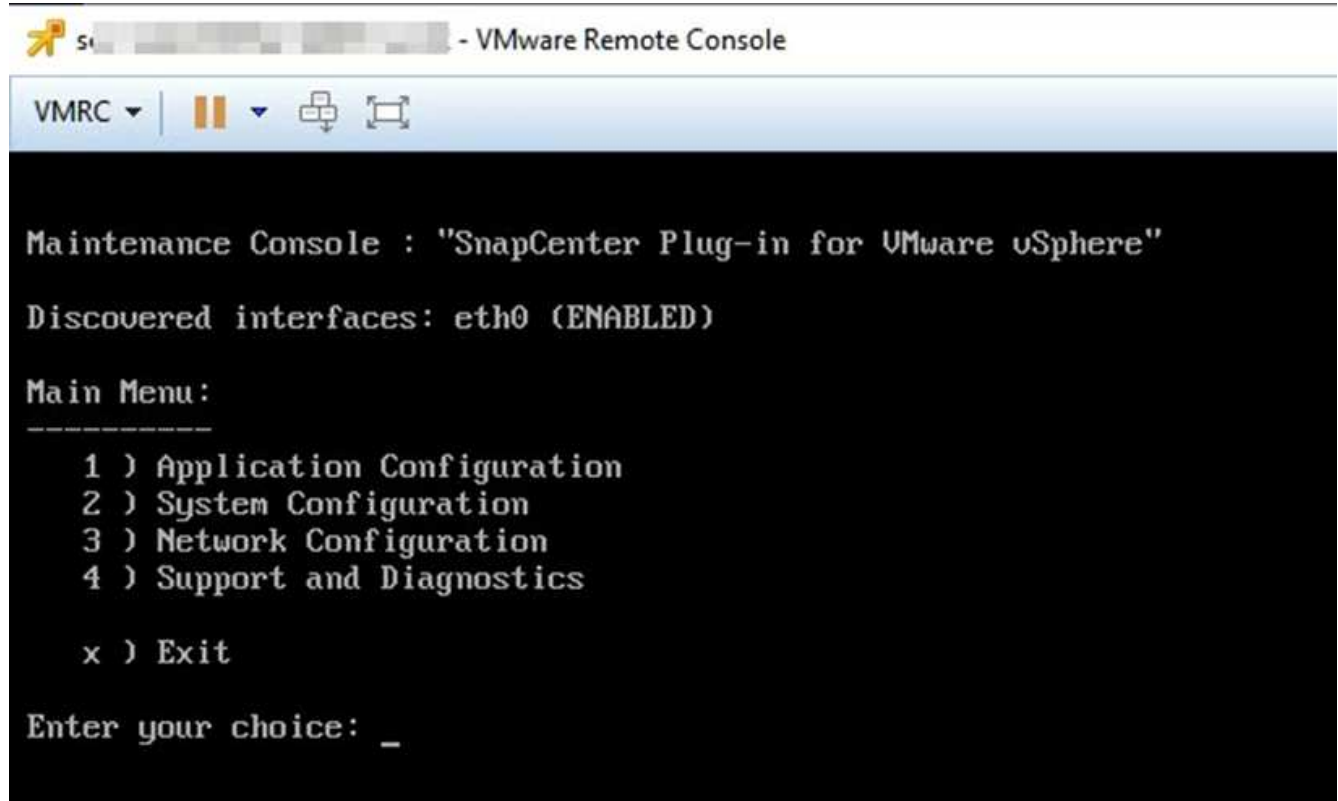 - VMware Remote Console
VMRC
Maintenance Console : "SnapCenter Plug-in for VMware vSphere"
Discovered interfaces: eth0 (ENABLED)
Main Menu:
----------
1 ) Application Configuration
2 ) System Configuration
3 ) Network Configuration
4 ) Support and Diagnostics
x ) Exit
Enter your choice: _